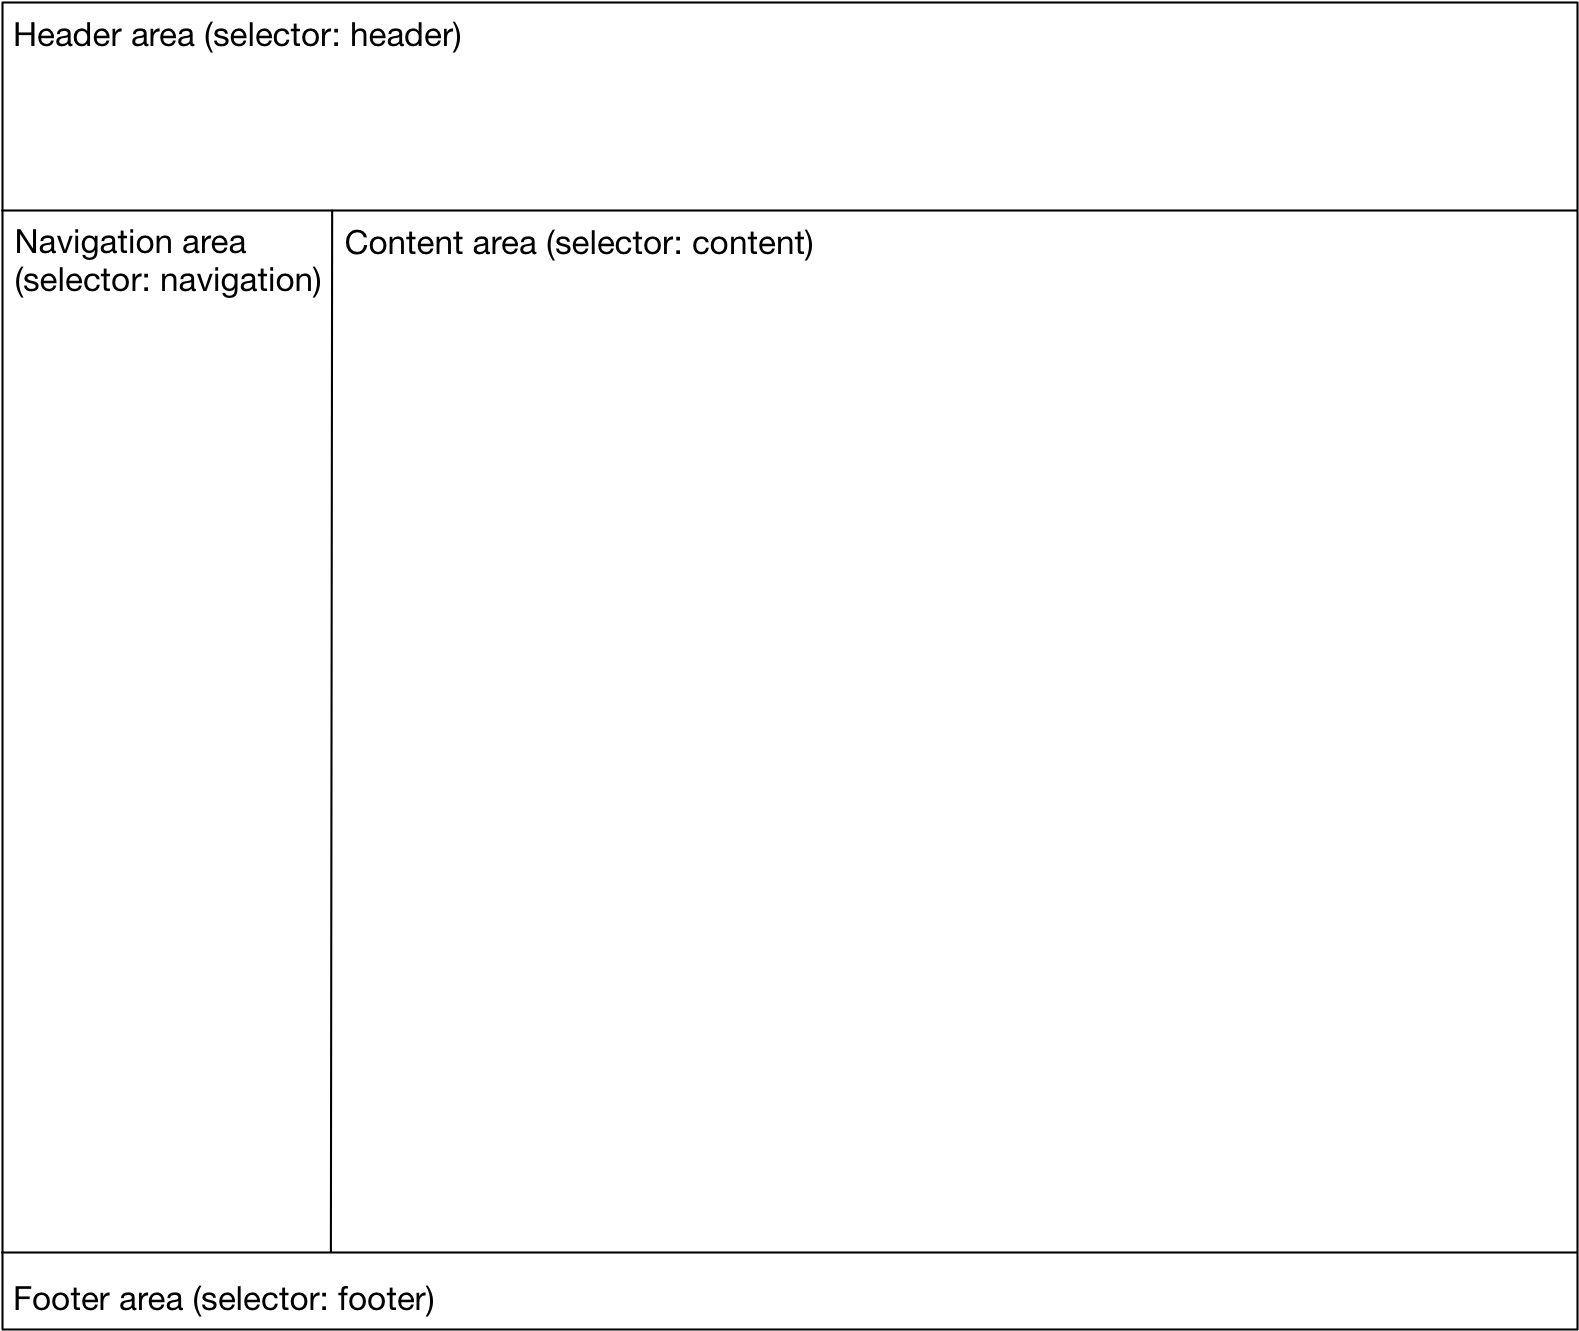 Header area (selector: header)
Navigation area
(selector: navigation)
Content area (selector: content)
Footer area (selector: footer)